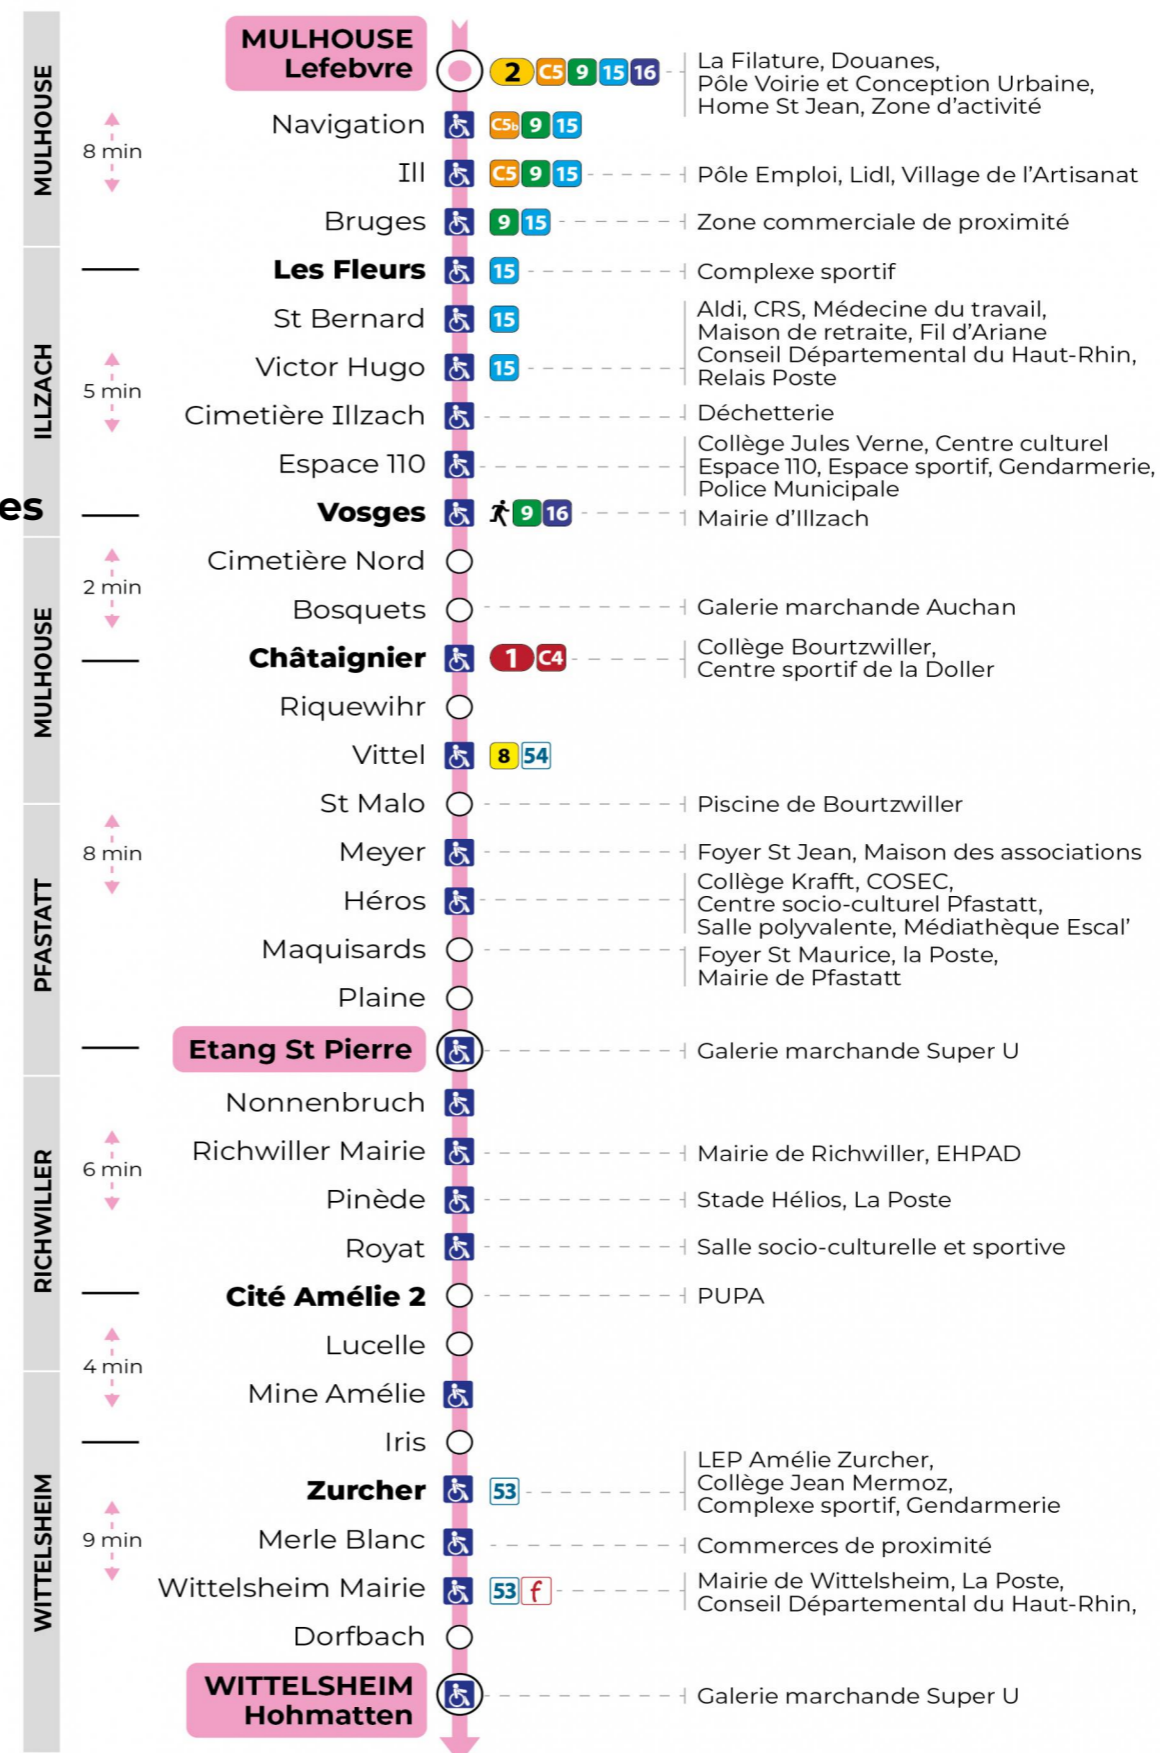 MULHOUSE
Lefebvre
2 C5 9 15 16
La Filature, Douanes,
Pôle Voirie et Conception Urbaine,
Home St Jean, Zone d'activité
MULHOUSE
8 min
Navigation
C5b 9 15
Ill
C5 9 15
Pôle Emploi, Lidl, Village de l'Artisanat
Bruges
9 15
Zone commerciale de proximité
Les Fleurs
15
Complexe sportif
ILLZACH
5 min
St Bernard
15
Aldi, CRS, Médecine du travail,
Maison de retraite, Fil d'Ariane
Victor Hugo
15
Conseil Départemental du Haut-Rhin,
Relais Poste
Cimetière Illzach
Déchetterie
Espace 110
Collège Jules Verne, Centre culturel
Espace 110, Espace sportif, Gendarmerie,
Police Municipale
es
Vosges
9 16
Mairie d'Illzach
MULHOUSE
2 min
Cimetière Nord
Bosquets
Galerie marchande Auchan
Châtaignier
1 C4
Collège Bourtzwiller,
Centre sportif de la Doller
Riquewihr
Vittel
8 54
PFASTATT
8 min
St Malo
Piscine de Bourtzwiller
Meyer
Foyer St Jean, Maison des associations
Héros
Collège Krafft, COSEC,
Centre socio-culturel Pfastatt,
Salle polyvalente, Médiathèque Escal'
Maquisards
Foyer St Maurice, la Poste,
Mairie de Pfastatt
Plaine
Etang St Pierre
Galerie marchande Super U
RICHWILLER
6 min
Nonnenbruch
Richwiller Mairie
Mairie de Richwiller, EHPAD
Pinède
Stade Hélios, La Poste
Royat
Salle socio-culturelle et sportive
Cité Amélie 2
PUPA
4 min
Lucelle
WITTELSHEIM
Mine Amélie
Iris
Zurcher
53
LEP Amélie Zurcher,
Collège Jean Mermoz,
Complexe sportif, Gendarmerie
9 min
Merle Blanc
Commerces de proximité
Wittelsheim Mairie
53 f
Mairie de Wittelsheim, La Poste,
Conseil Départemental du Haut-Rhin,
Dorfbach
WITTELSHEIM
Hohmatten
Galerie marchande Super U